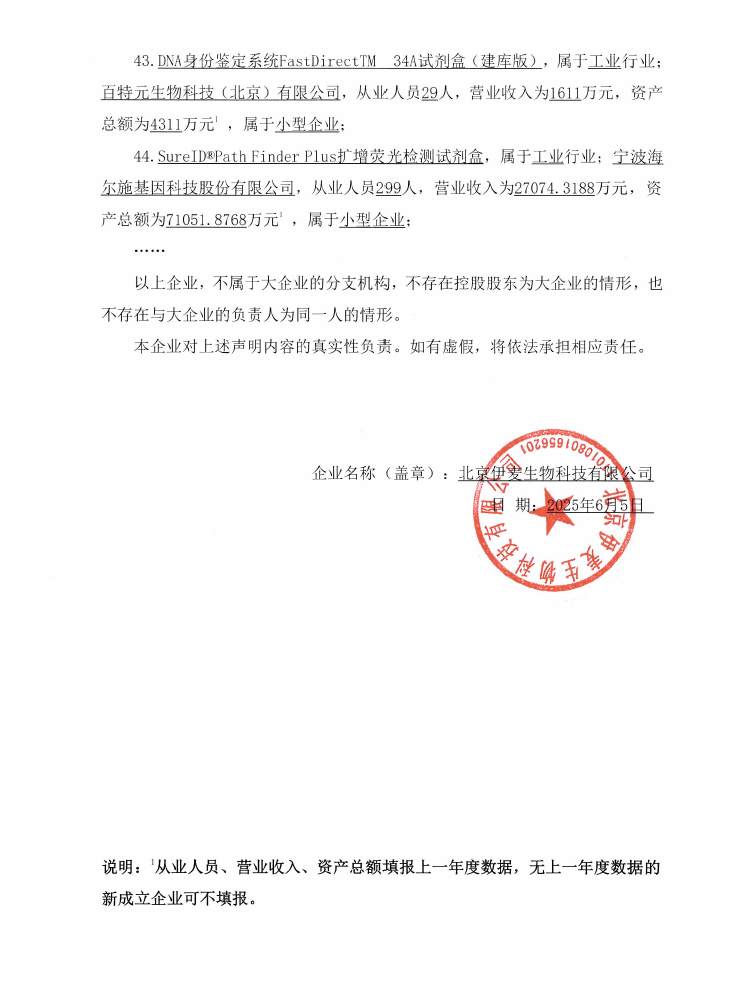 43.DNA身份鉴定系统FastDirectTM 34A试剂盒（建库版），属于工业行业；
百特元生物科技（北京）有限公司，从业人员29人，营业收入为1611万元，资产
总额为4311万元¹，属于小型企业；
44.SureID®Path Finder Plus扩增荧光检测试剂盒，属于工业行业；宁波海
尔施基因科技股份有限公司，从业人员299人，营业收入为27074.3188万元，资
产总额为71051.8768万元¹，属于小型企业；
……
以上企业，不属于大企业的分支机构，不存在控股股东为大企业的情形，也
不存在与大企业的负责人为同一人的情形。
本企业对上述声明内容的真实性负责。如有虚假，将依法承担相应责任。
企业名称（盖章）：北京伊麦生物科技有限公司
日 期：2025年6月5日
北京伊麦生物科技有限公司
说明：¹从业人员、营业收入、资产总额填报上一年度数据，无上一年度数据的
新成立企业可不填报。